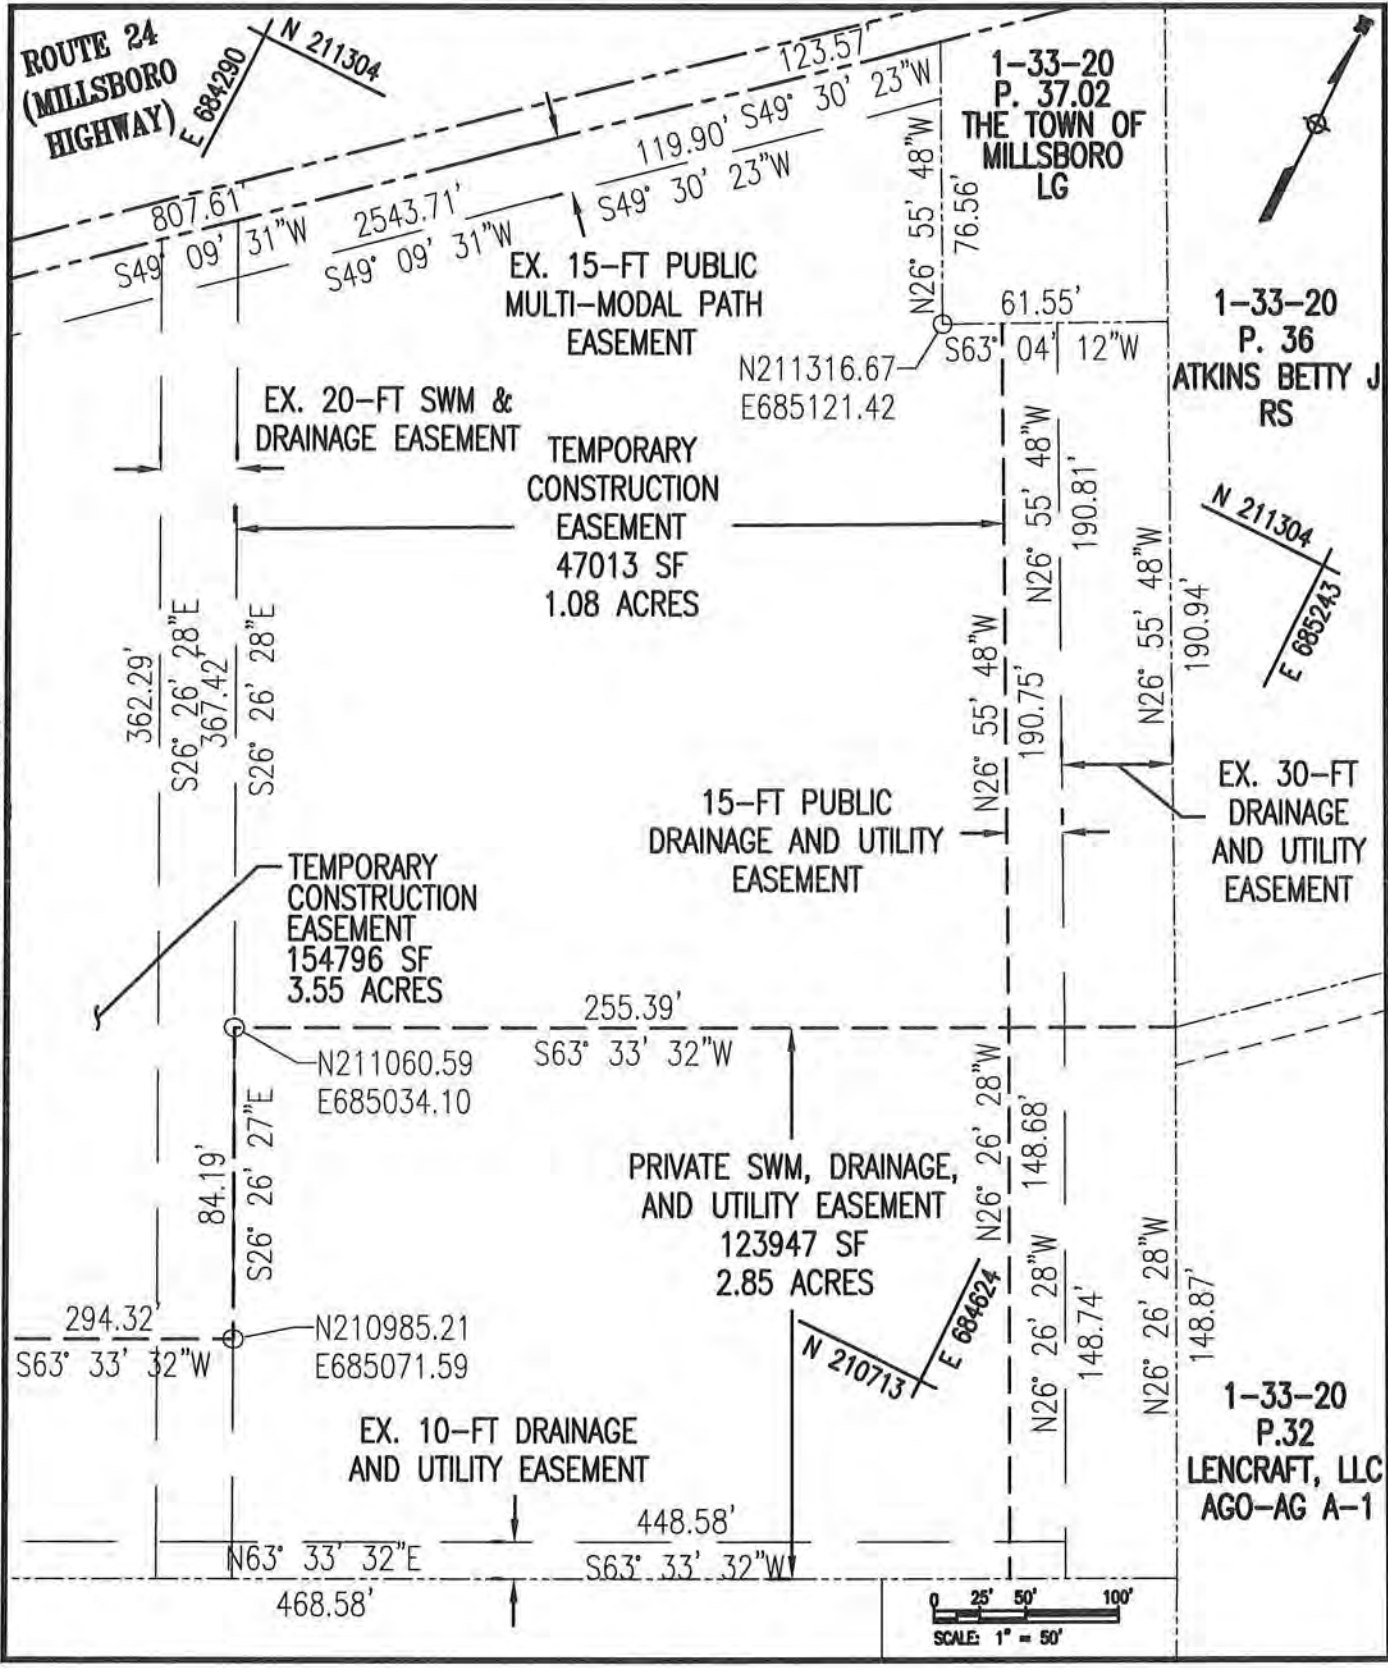 ROUTE 24
(MILLSBORO
HIGHWAY)
E 684290
N 211304
123.57'
S49° 30' 23"W
119.90'
S49° 30' 23"W
807.61'
S49° 09' 31"W
2543.71'
S49° 09' 31"W
N26° 55' 48"W
76.56'
1-33-20
P. 37.02
THE TOWN OF
MILLSBORO
LG
EX. 15-FT PUBLIC
MULTI-MODAL PATH
EASEMENT
61.55'
S63° 04' 12"W
N211316.67
E685121.42
1-33-20
P. 36
ATKINS BETTY J
RS
EX. 20-FT SWM &
DRAINAGE EASEMENT
TEMPORARY
CONSTRUCTION
EASEMENT
47013 SF
1.08 ACRES
N26° 55' 48"W
190.81'
N 211304
E 685243
N26° 55' 48"W
190.94'
362.29'
S26° 26' 28"E
367.42'
S26° 26' 28"E
N26° 55' 48"W
190.75'
15-FT PUBLIC
DRAINAGE AND UTILITY
EASEMENT
EX. 30-FT
DRAINAGE
AND UTILITY
EASEMENT
TEMPORARY
CONSTRUCTION
EASEMENT
154796 SF
3.55 ACRES
255.39'
S63° 33' 32"W
N211060.59
E685034.10
84.19'
S26° 26' 27"E
N26° 26' 28"W
148.68'
PRIVATE SWM, DRAINAGE,
AND UTILITY EASEMENT
123947 SF
2.85 ACRES
N26° 26' 28"W
148.74'
N26° 26' 28"W
148.87'
294.32'
S63° 33' 32"W
N210985.21
E685071.59
N 210713
E 684624
1-33-20
P.32
LENCRAFT, LLC
AGO-AG A-1
EX. 10-FT DRAINAGE
AND UTILITY EASEMENT
448.58'
N63° 33' 32"E
S63° 33' 32"W
468.58'
0 25' 50' 100'
SCALE: 1" = 50'